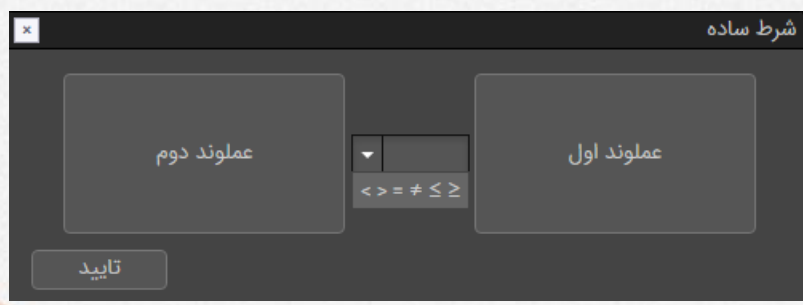 شرط ساده
×
عملوند اول
عملوند دوم
< > = ≠ ≤ ≥
تایید